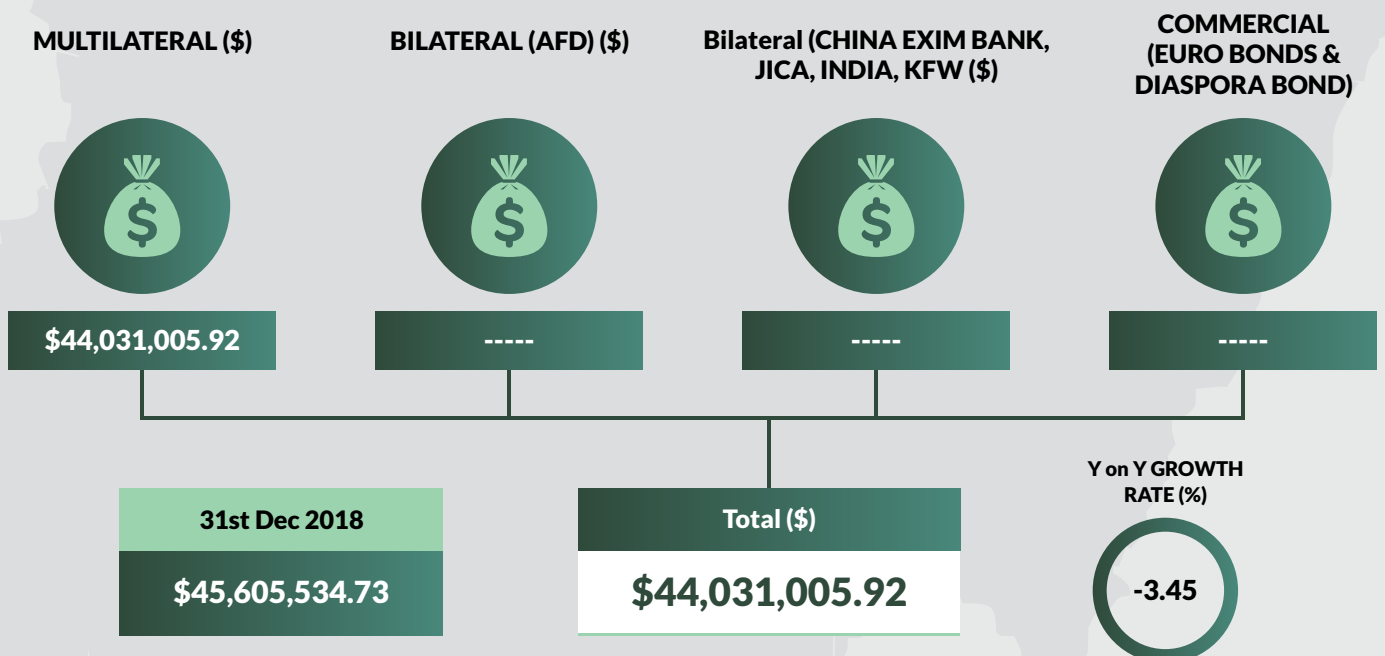 MULTILATERAL ($)
BILATERAL (AFD) ($)
Bilateral (CHINA EXIM BANK,
JICA, INDIA, KFW ($)
COMMERCIAL
(EURO BONDS &
DIASPORA BOND)
$
$
$
$
$44,031,005.92
-----
-----
-----
31st Dec 2018
$45,605,534.73
Total ($)
$44,031,005.92
Y on Y GROWTH
RATE (%)
-3.45